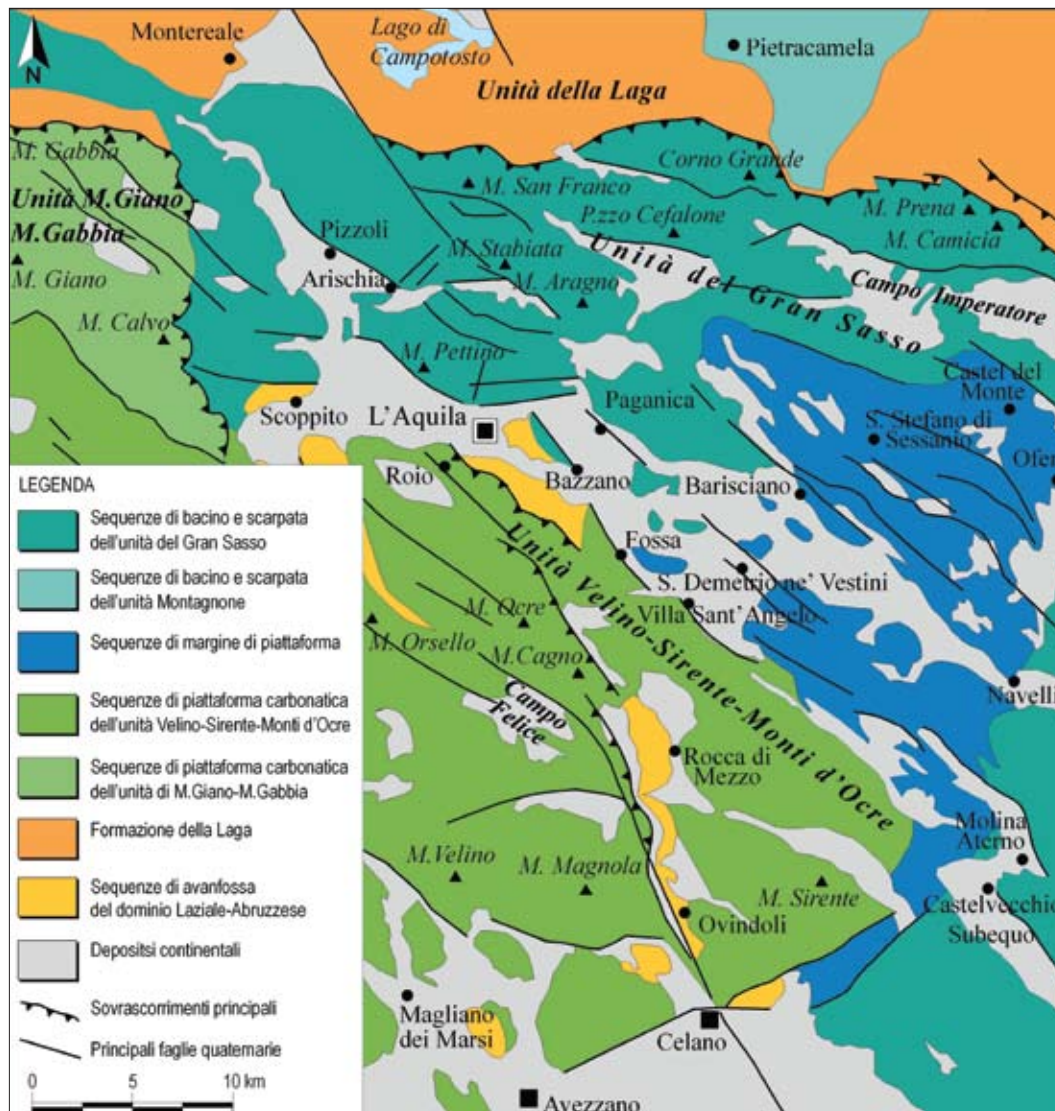 Montereale
Lago di
Campotosto
Pietracamela
N
Unità della Laga
M. Gabbia
Corno Grande
M. San Franco
Unità M.Giano
M.Gabbia
M. Prena
P.zzo Cefalone
M. Camicia
Pizzoli
M. Stabiata
Unità del Gran Sasso
M. Giano
Arischia
M. Aragno
Campo Imperatore
M. Calvo
M. Pettino
Castel del
Monte
Scoppito
Paganica
L'Aquila
S. Stefano di
Sessanio
Ofen
Roio
Bazzano
Barisciano
LEGENDA
Sequenze di bacino e scarpata
dell'unità del Gran Sasso
Sequenze di bacino e scarpata
dell'unità Montagnone
Sequenze di margine di piattaforma
Sequenze di piattaforma carbonatica
dell'unità Velino-Sirente-Monti d'Ocre
Sequenze di piattaforma carbonatica
dell'unità di M.Giano-M.Gabbia
Formazione della Laga
Sequenze di avanfossa
del dominio Laziale-Abruzzese
Depositsi continentali
Sovrascorrimenti principali
Principali faglie quaternarie
0 5 10 km
Unità Velino-Sirente-Monti d'Ocre
Fossa
S. Demetrio ne' Vestini
Villa Sant'Angelo
M. Ocre
M. Orsello
M.Cagno
Navelli
Campo
Felice
Rocca di
Mezzo
Molina
Aterno
M.Velino
M. Magnola
M. Sirente
Castelvecchio
Subequo
Ovindoli
Magliano
dei Marsi
Celano
Avezzano